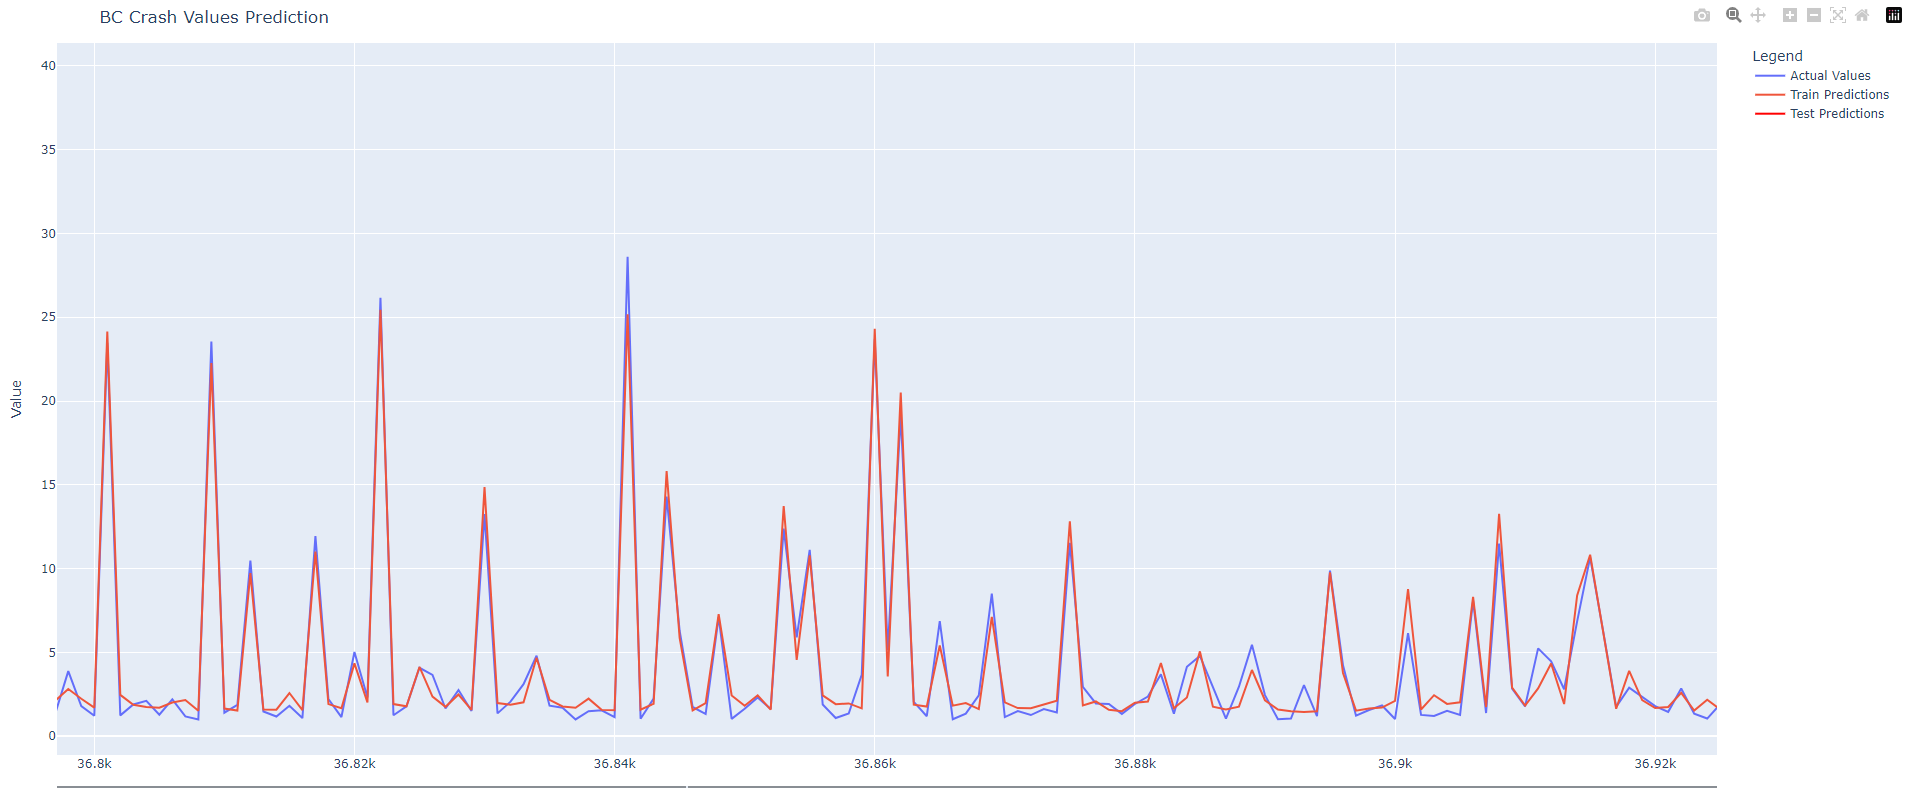 BC Crash Values Prediction
Legend
Actual Values
Train Predictions
Test Predictions
Value
40
35
30
25
20
15
10
5
0
36.8k
36.82k
36.84k
36.86k
36.88k
36.9k
36.92k